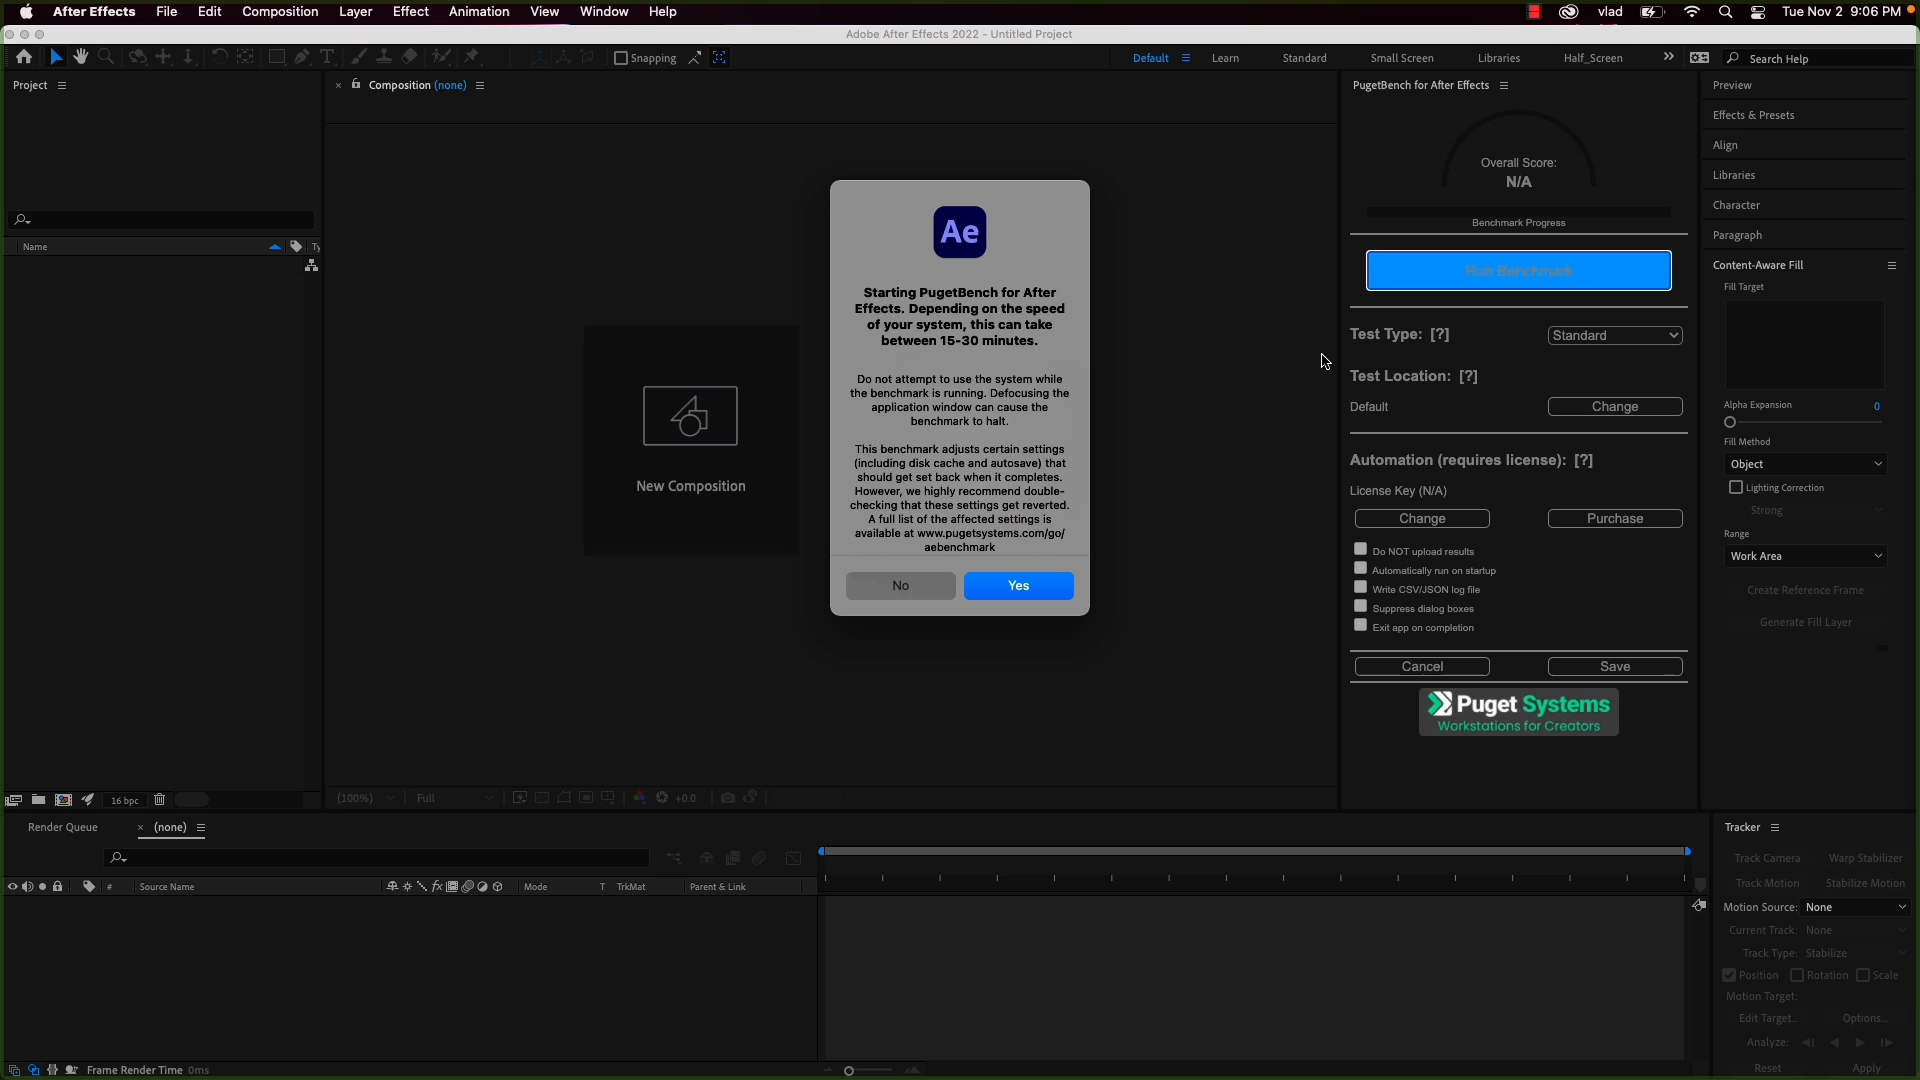 After Effects File Edit Composition Layer Effect Animation View Window Help vlad Tue Nov 2 9:06 PM
Adobe After Effects 2022 - Untitled Project
Snapping Default Learn Standard Small Screen Libraries Half_Screen Search Help
Project
Composition (none)
Name Ty
New Composition
(100%) Full +0.0
16 bpc
Ae
Starting PugetBench for After
Effects. Depending on the speed
of your system, this can take
between 15-30 minutes.
Do not attempt to use the system while
the benchmark is running. Defocusing the
application window can cause the
benchmark to halt.
This benchmark adjusts certain settings
(including disk cache and autosave) that
should get set back when it completes.
However, we highly recommend double-
checking that these settings get reverted.
A full list of the affected settings is
available at www.pugetsystems.com/go/
aebenchmark
No Yes
PugetBench for After Effects
Overall Score:
N/A
Benchmark Progress
Run Benchmark
Test Type: [?] Standard
Test Location: [?]
Default Change
Automation (requires license): [?]
License Key (N/A)
Change Purchase
Do NOT upload results
Automatically run on startup
Write CSV/JSON log file
Suppress dialog boxes
Exit app on completion
Cancel Save
Puget Systems
Workstations for Creators
Preview
Effects & Presets
Align
Libraries
Character
Paragraph
Content-Aware Fill
Fill Target
Alpha Expansion 0
Fill Method
Object
Lighting Correction
Strong
Range
Work Area
Create Reference Frame
Generate Fill Layer
Render Queue (none)
# Source Name fx Mode T TrkMat Parent & Link
Frame Render Time 0ms
Tracker
Track Camera Warp Stabilizer
Track Motion Stabilize Motion
Motion Source: None
Current Track: None
Track Type: Stabilize
Position Rotation Scale
Motion Target:
Edit Target... Options...
Analyze:
Reset Apply